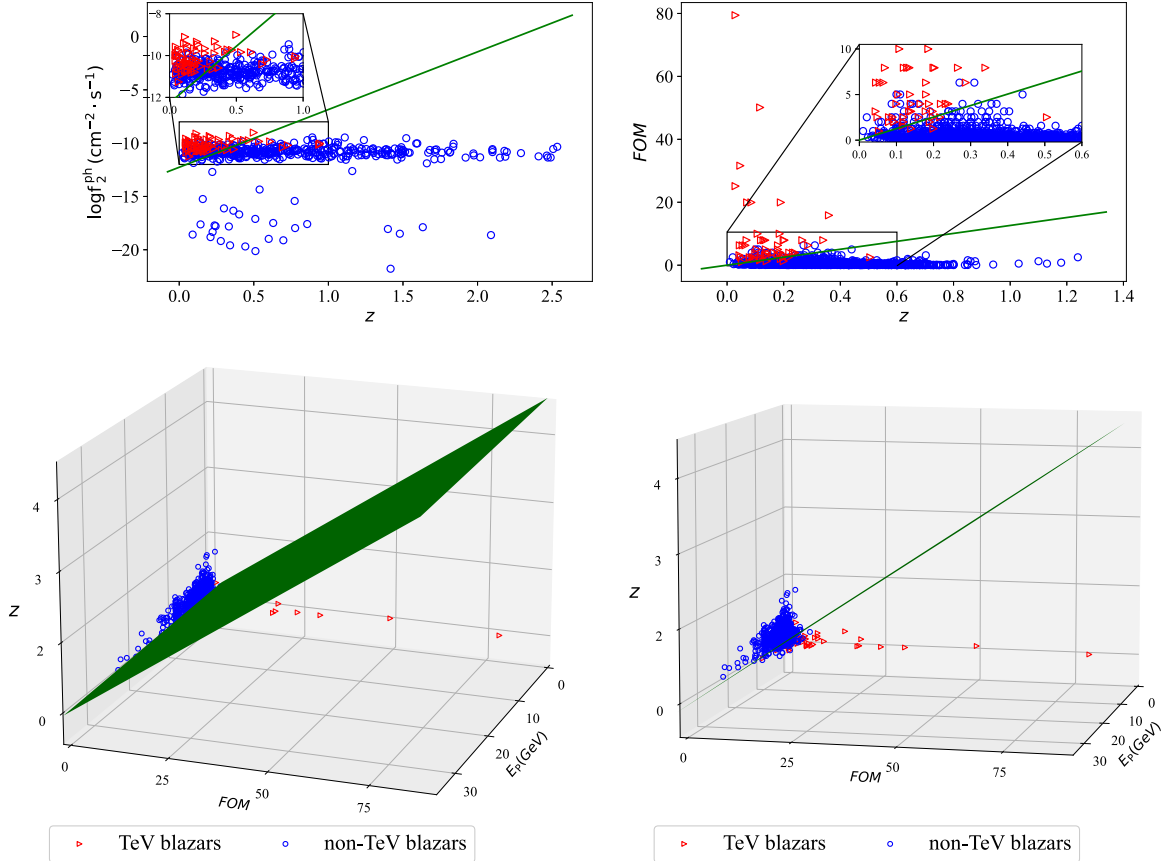 −8
−10
−12
0.0 0.5 1.0
0
−5
−10
−15
−20
logf₂ᵖʰ (cm⁻² · s⁻¹)
0.0 0.5 1.0 1.5 2.0 2.5
z
10
5
0
0.0 0.1 0.2 0.3 0.4 0.5 0.6
80
60
40
20
0
FOM
0.0 0.2 0.4 0.6 0.8 1.0 1.2 1.4
z
4
3
2
0
Z
0 25 50 75
FOM
0 10 20 30
E_P(GeV)
4
3
2
0
Z
0 25 50 75
FOM
0 10 20 30
E_P(GeV)
TeV blazars non-TeV blazars
TeV blazars non-TeV blazars